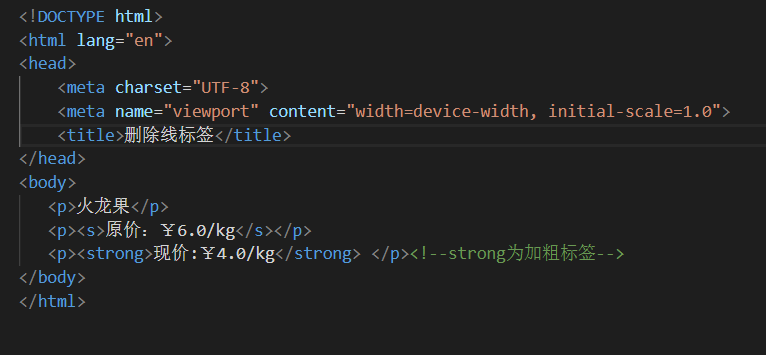 <!DOCTYPE html>
<html lang="en">
<head>
    <meta charset="UTF-8">
    <meta name="viewport" content="width=device-width, initial-scale=1.0">
    <title>删除线标签</title>
</head>
<body>
   <p>火龙果</p>
   <p><s>原价：￥6.0/kg</s></p>
   <p><strong>现价:￥4.0/kg</strong> </p><!--strong为加粗标签-->
</body>
</html>